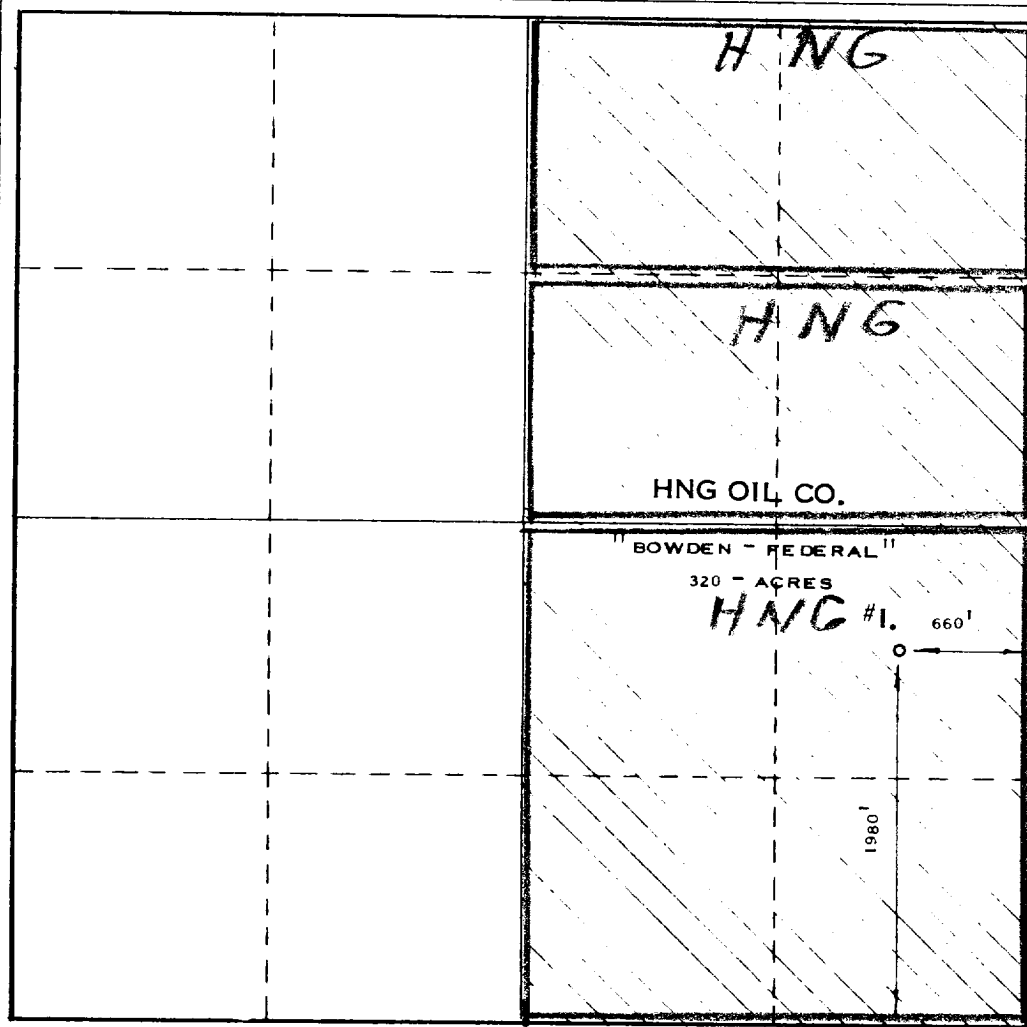 H NG
H NG
HNG OIL CO.
"BOWDEN - FEDERAL"
320 - ACRES
HNG #1. 660'
1980'